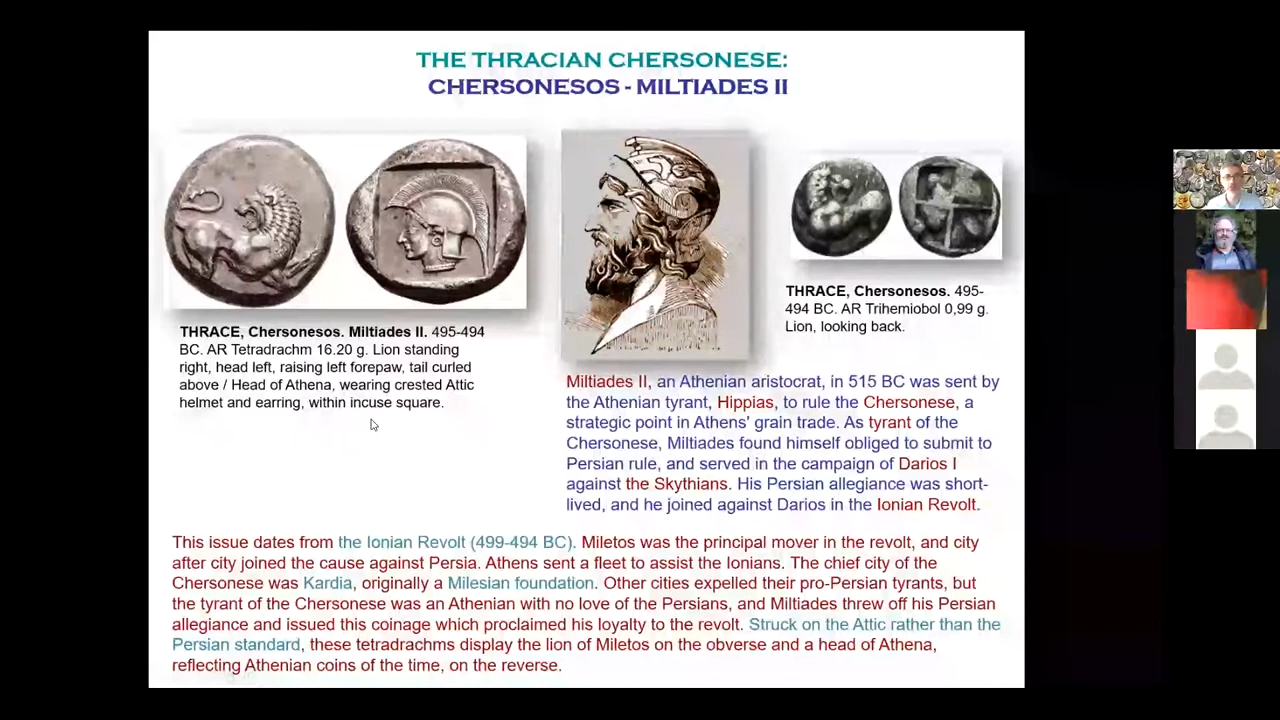 THE THRACIAN CHERSONESE:
CHERSONESOS - MILTIADES II
THRACE, Chersonesos. Miltiades II. 495-494
BC. AR Tetradrachm 16.20 g. Lion standing
right, head left, raising left forepaw, tail curled
above / Head of Athena, wearing crested Attic
helmet and earring, within incuse square.
THRACE, Chersonesos. 495-
494 BC. AR Trihemiobol 0,99 g.
Lion, looking back.
Miltiades II, an Athenian aristocrat, in 515 BC was sent by
the Athenian tyrant, Hippias, to rule the Chersonese, a
strategic point in Athens' grain trade. As tyrant of the
Chersonese, Miltiades found himself obliged to submit to
Persian rule, and served in the campaign of Darios I
against the Skythians. His Persian allegiance was short-
lived, and he joined against Darios in the Ionian Revolt.
This issue dates from the Ionian Revolt (499-494 BC). Miletos was the principal mover in the revolt, and city
after city joined the cause against Persia. Athens sent a fleet to assist the Ionians. The chief city of the
Chersonese was Kardia, originally a Milesian foundation. Other cities expelled their pro-Persian tyrants, but
the tyrant of the Chersonese was an Athenian with no love of the Persians, and Miltiades threw off his Persian
allegiance and issued this coinage which proclaimed his loyalty to the revolt. Struck on the Attic rather than the
Persian standard, these tetradrachms display the lion of Miletos on the obverse and a head of Athena,
reflecting Athenian coins of the time, on the reverse.